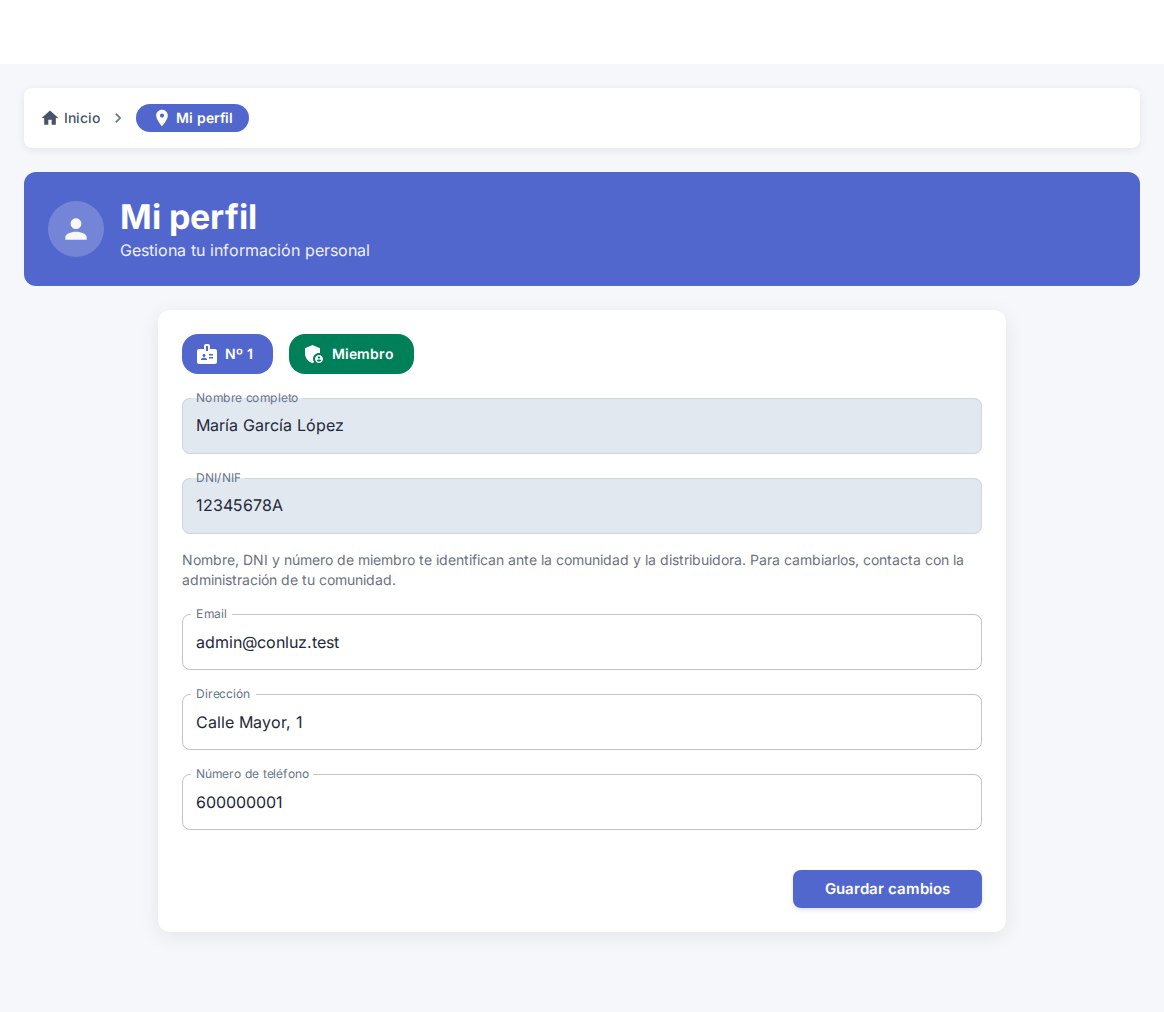 Inicio
Mi perfil
Mi perfil
Gestiona tu información personal
Nº 1
Miembro
Nombre completo
María García López
DNI/NIF
12345678A
Nombre, DNI y número de miembro te identifican ante la comunidad y la distribuidora. Para cambiarlos, contacta con la
administración de tu comunidad.
Email
admin@conluz.test
Dirección
Calle Mayor, 1
Número de teléfono
600000001
Guardar cambios